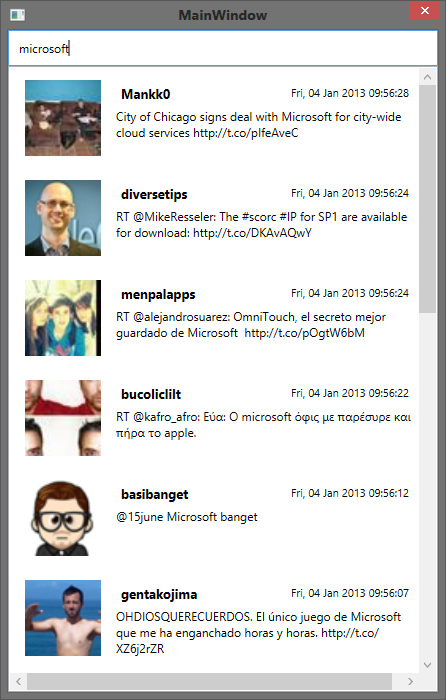 MainWindow
microsoft
Mankk0 Fri, 04 Jan 2013 09:56:28
City of Chicago signs deal with Microsoft for city-wide
cloud services http://t.co/pIfeAveC
diversetips Fri, 04 Jan 2013 09:56:24
RT @MikeResseler: The #scorc #IP for SP1 are available
for download: http://t.co/DKAvAQwY
menpalapps Fri, 04 Jan 2013 09:56:24
RT @alejandrosuarez: OmniTouch, el secreto mejor
guardado de Microsoft  http://t.co/pOgtW6bM
bucoliclilt Fri, 04 Jan 2013 09:56:22
RT @kafro_afro: Εύα: Ο microsoft όφις με παρέσυρε και
πήρα το apple.
basibanget Fri, 04 Jan 2013 09:56:12
@15june Microsoft banget
gentakojima Fri, 04 Jan 2013 09:56:07
OHDIOSQUERECUERDOS. El único juego de Microsoft
que me ha enganchado horas y horas. http://t.co/
XZ6j2rZR